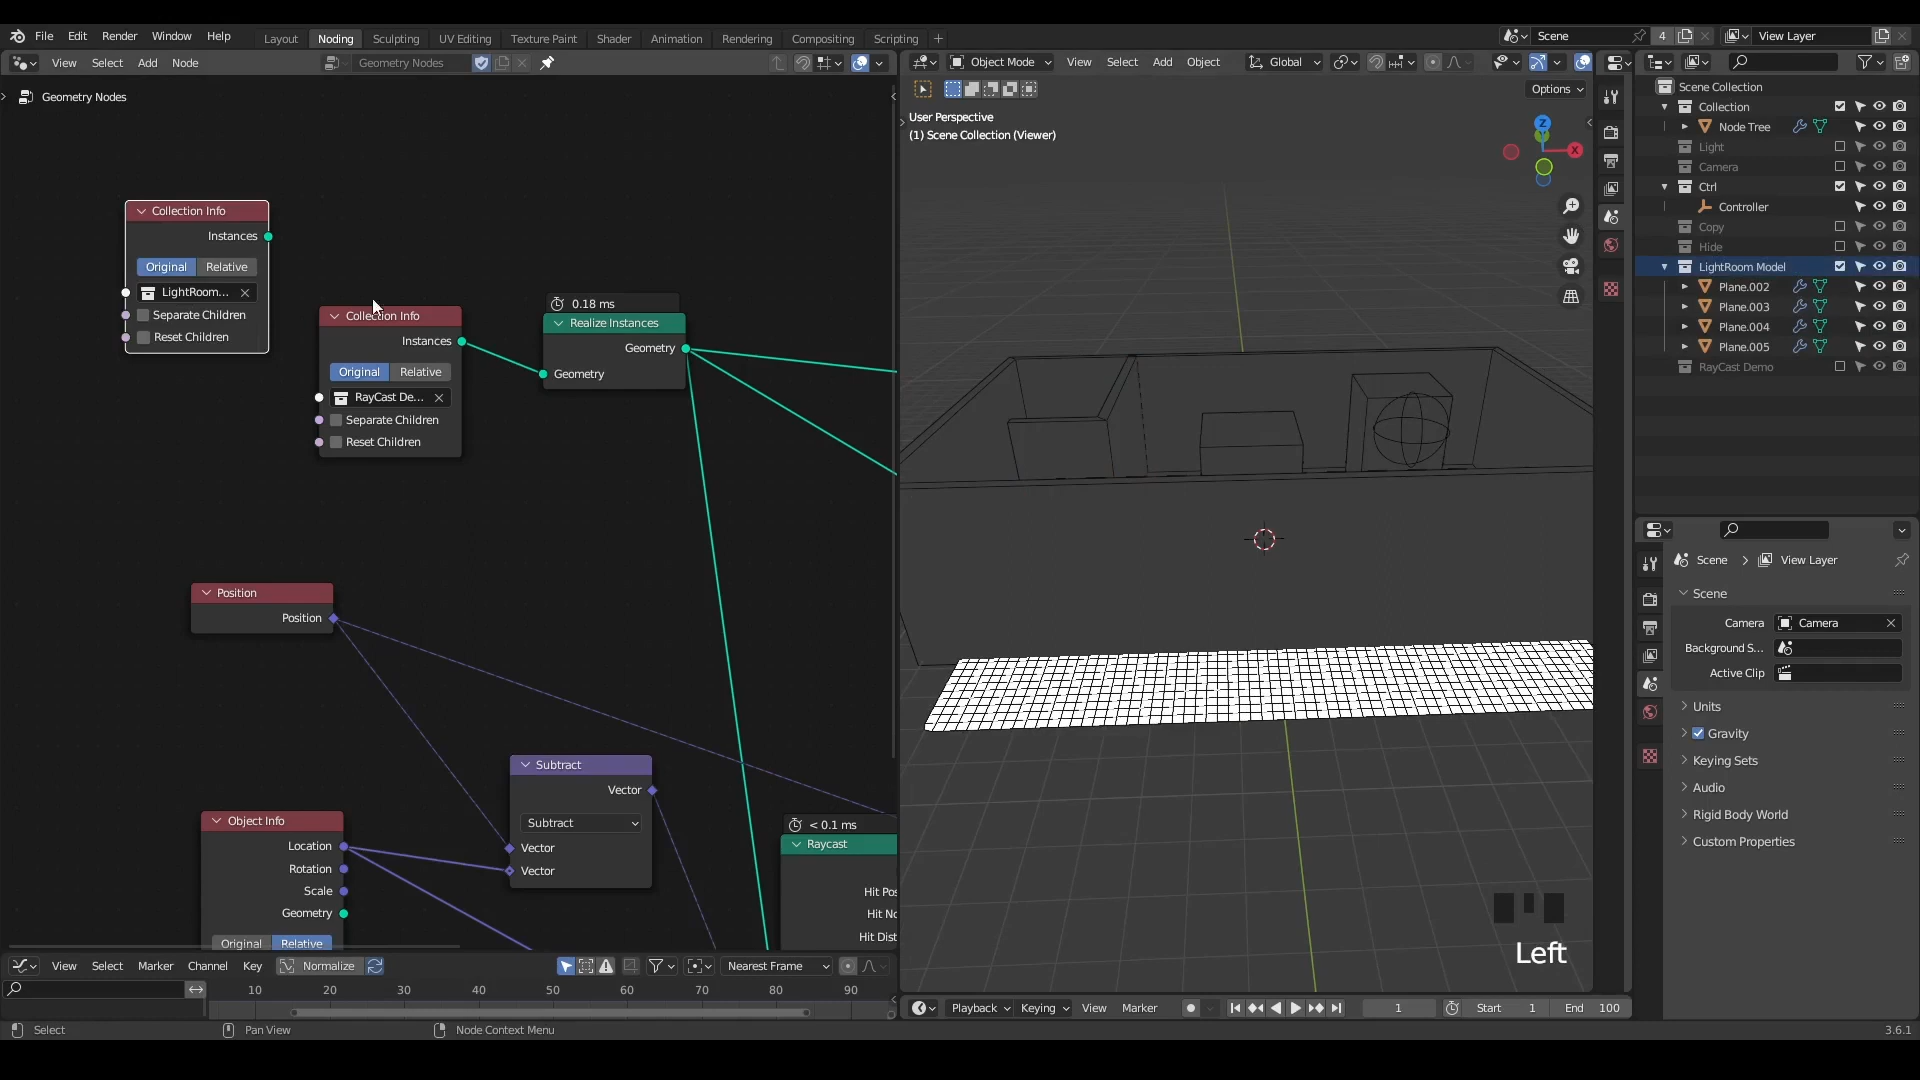 File Edit Render Window Help
Layout Noding Sculpting UV Editing Texture Paint Shader Animation Rendering Compositing Scripting
Scene 4 View Layer
View Select Add Node Geometry Nodes
Geometry Nodes
Collection Info
Instances
Original Relative
LightRoom...
Separate Children
Reset Children
Collection Info
Instances
Original Relative
RayCast De...
Separate Children
Reset Children
0.18 ms
Realize Instances
Geometry
Geometry
Position
Position
Subtract
Vector
Subtract
Vector
Vector
Object Info
Location
Rotation
Scale
Geometry
Original Relative
< 0.1 ms
Raycast
Hit Pos
Hit No
Hit Dist
Object Mode View Select Add Object Global
Options
User Perspective
(1) Scene Collection (Viewer)
Z
X
Left
Scene Collection
Collection
Node Tree
Light
Camera
Ctrl
Controller
Copy
Hide
LightRoom Model
Plane.002
Plane.003
Plane.004
Plane.005
RayCast Demo
Scene View Layer
Scene
Camera Camera
Background S...
Active Clip
Units
Gravity
Keying Sets
Audio
Rigid Body World
Custom Properties
View Select Marker Channel Key Normalize Nearest Frame
10 20 30 40 50 60 70 80 90
Playback Keying View Marker 1 Start 1 End 100
Select Pan View Node Context Menu 3.6.1